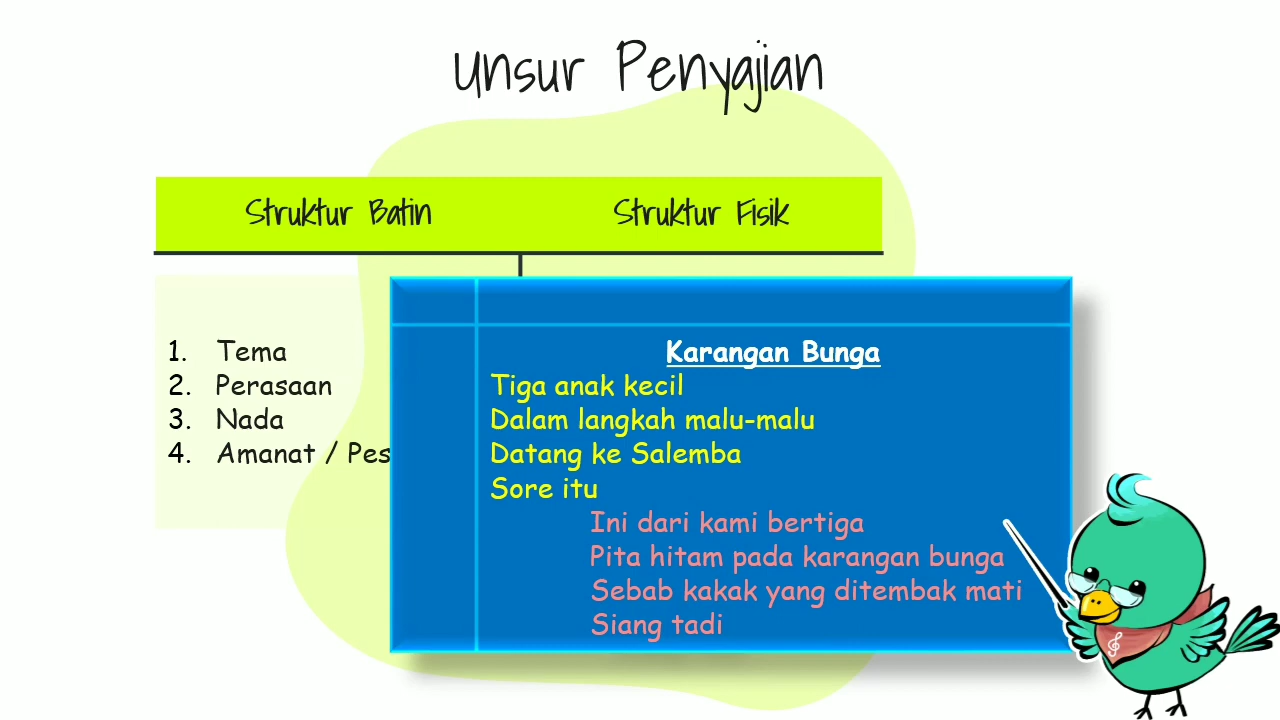 Unsur Penyajian
Struktur Batin
Struktur Fisik
1. Tema
2. Perasaan
3. Nada
4. Amanat / Pes
Karangan Bunga
Tiga anak kecil
Dalam langkah malu-malu
Datang ke Salemba
Sore itu
Ini dari kami bertiga
Pita hitam pada karangan bunga
Sebab kakak yang ditembak mati
Siang tadi